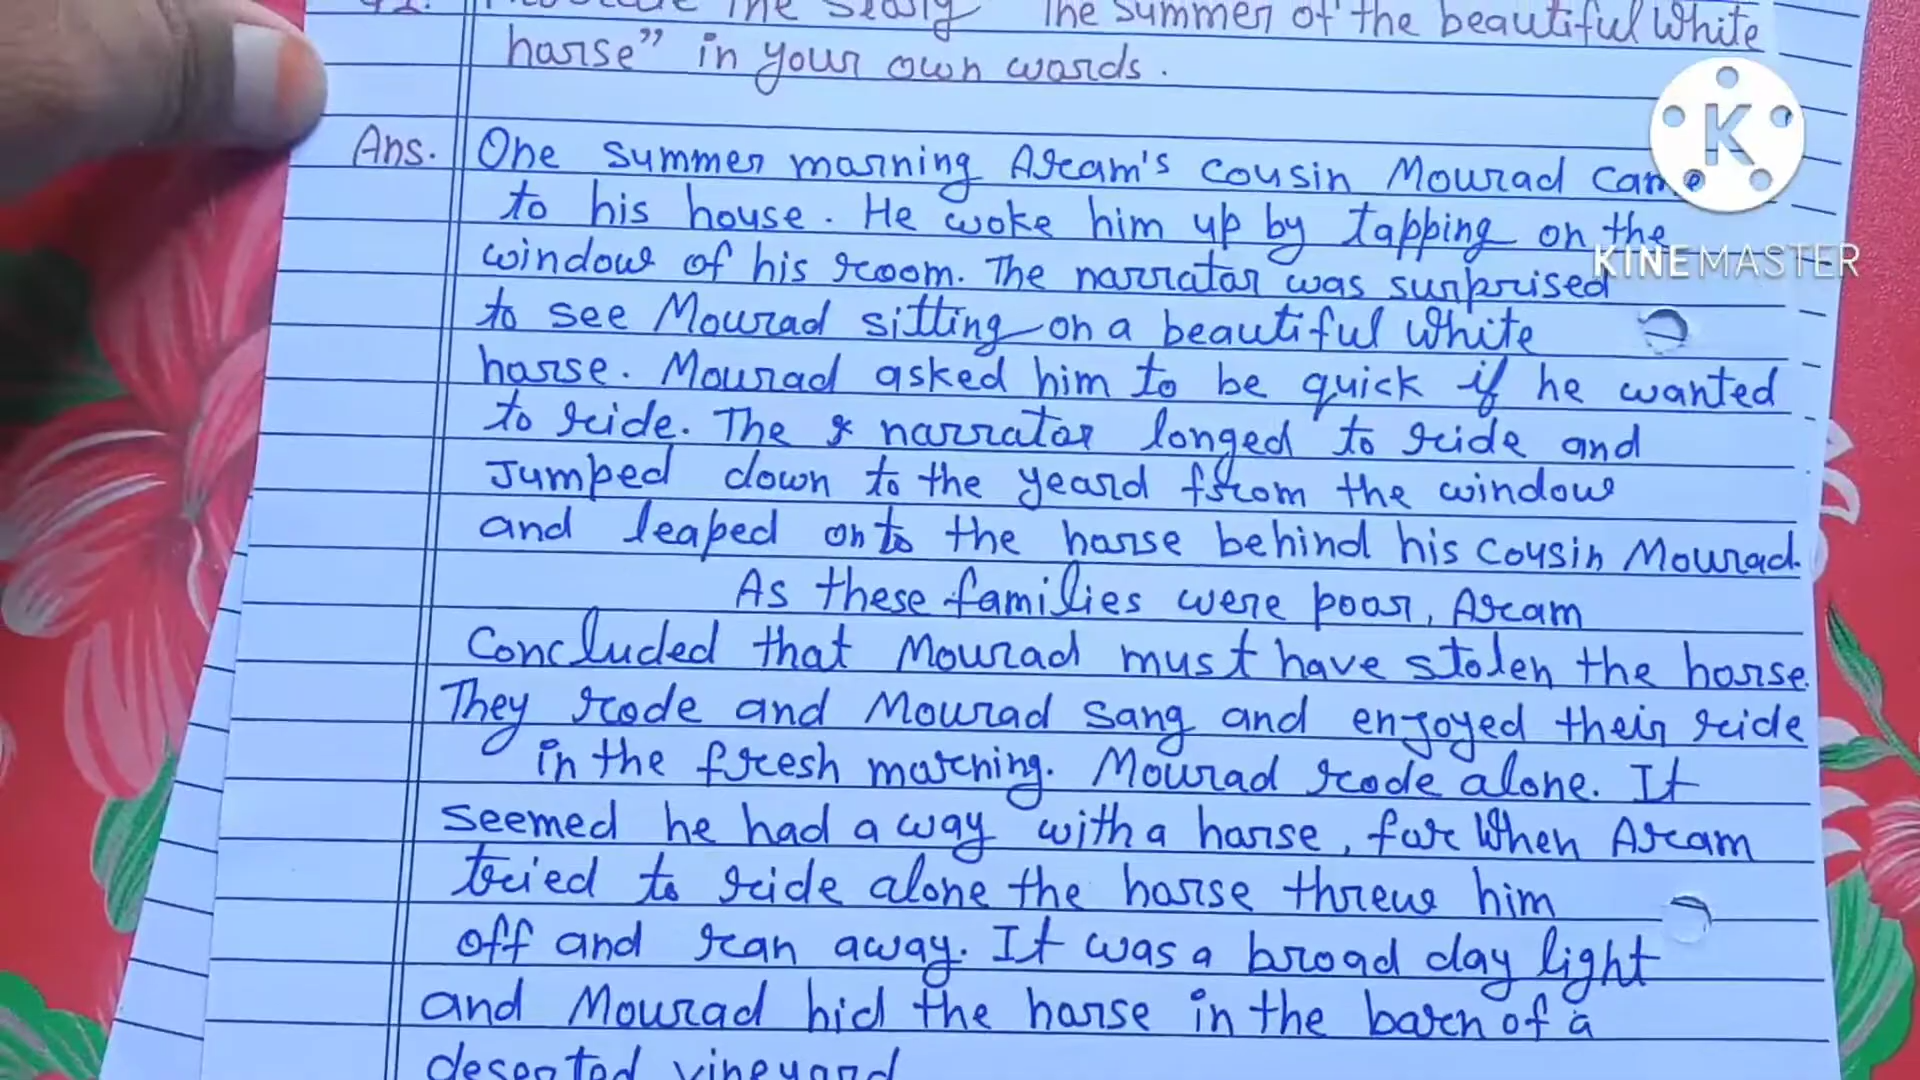 the story "The summer of the beautiful white
horse" in your own words.
Ans. One summer morning Aram's cousin Mourad came
to his house. He woke him up by tapping on the
window of his room. The narrator was surprised
to see Mourad sitting on a beautiful white
horse. Mourad asked him to be quick if he wanted
to ride. The narrator longed to ride and
Jumped down to the yeard from the window
and leaped onto the horse behind his cousin Mourad.
As these families were poor, Aram
Concluded that Mourad must have stolen the horse.
They rode and Mourad sang and enjoyed their ride
in the fresh morning. Mourad rode alone. It
seemed he had a way with a horse, for when Aram
tried to ride alone the horse threw him
off and ran away. It was a broad day light
and Mourad hid the horse in the barn of a
deserted vineyard
K
KINEMASTER